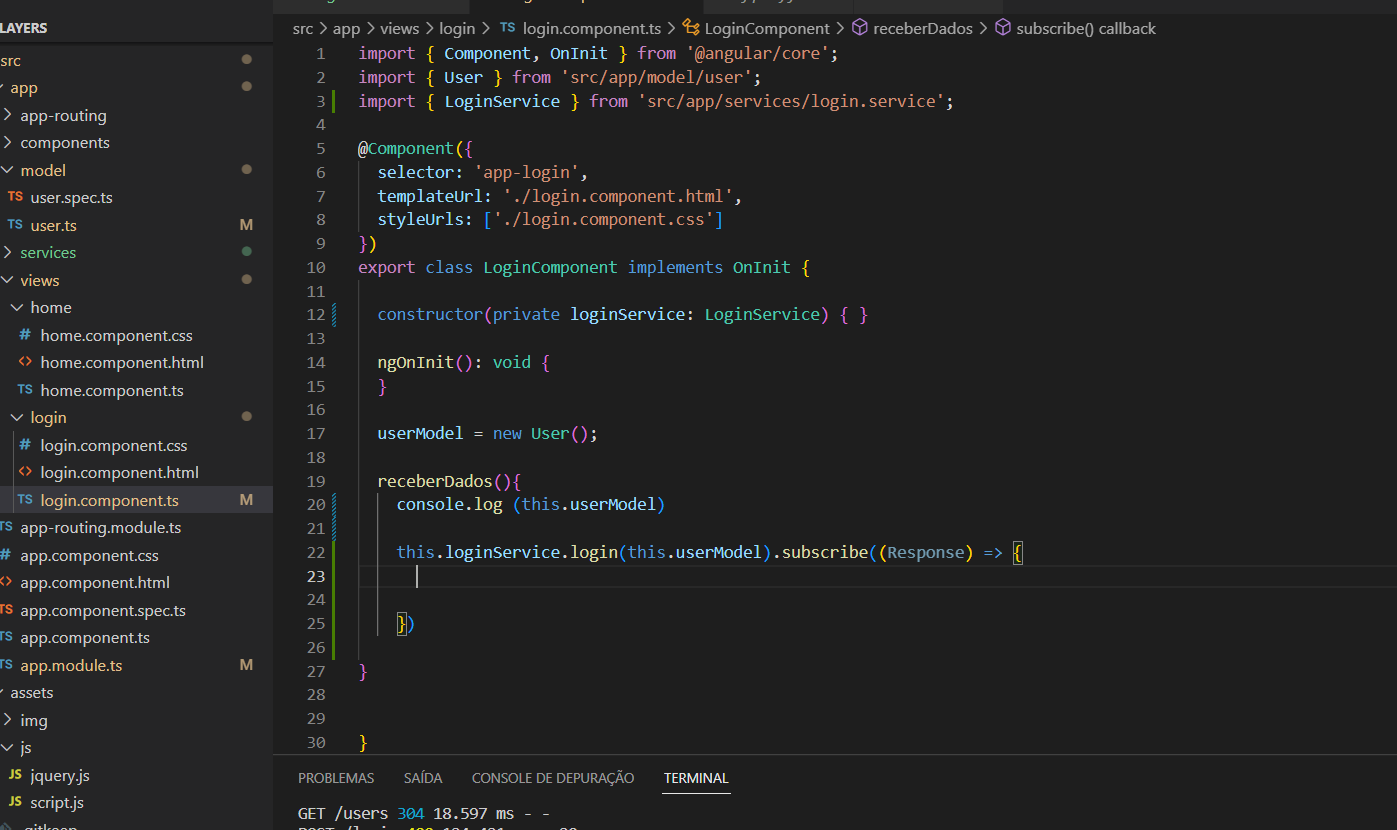 LAYERS
src
app
app-routing
components
model
TS user.spec.ts
TS user.ts M
services
views
home
# home.component.css
<> home.component.html
TS home.component.ts
login
# login.component.css
<> login.component.html
TS login.component.ts M
TS app-routing.module.ts
# app.component.css
<> app.component.html
TS app.component.spec.ts
TS app.component.ts
TS app.module.ts M
assets
img
js
JS jquery.js
JS script.js
.gitkeep
src > app > views > login > TS login.component.ts > LoginComponent > receberDados > subscribe() callback
1 import { Component, OnInit } from '@angular/core';
2 import { User } from 'src/app/model/user';
3 import { LoginService } from 'src/app/services/login.service';
4
5 @Component({
6 selector: 'app-login',
7 templateUrl: './login.component.html',
8 styleUrls: ['./login.component.css']
9 })
10 export class LoginComponent implements OnInit {
11
12 constructor(private loginService: LoginService) { }
13
14 ngOnInit(): void {
15 }
16
17 userModel = new User();
18
19 receberDados(){
20 console.log (this.userModel)
21
22 this.loginService.login(this.userModel).subscribe((Response) => {
23
24
25 })
26
27 }
28
29
30 }
PROBLEMAS SAÍDA CONSOLE DE DEPURAÇÃO TERMINAL
GET /users 304 18.597 ms - -